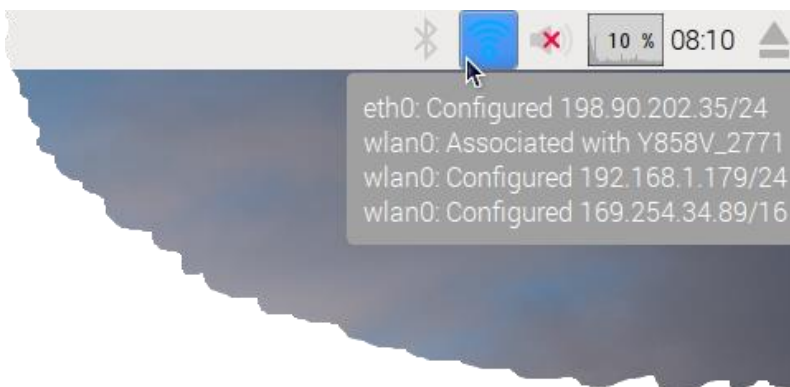 10 % 08:10
eth0: Configured 198.90.202.35/24
wlan0: Associated with Y858V_2771
wlan0: Configured 192.168.1.179/24
wlan0: Configured 169.254.34.89/16